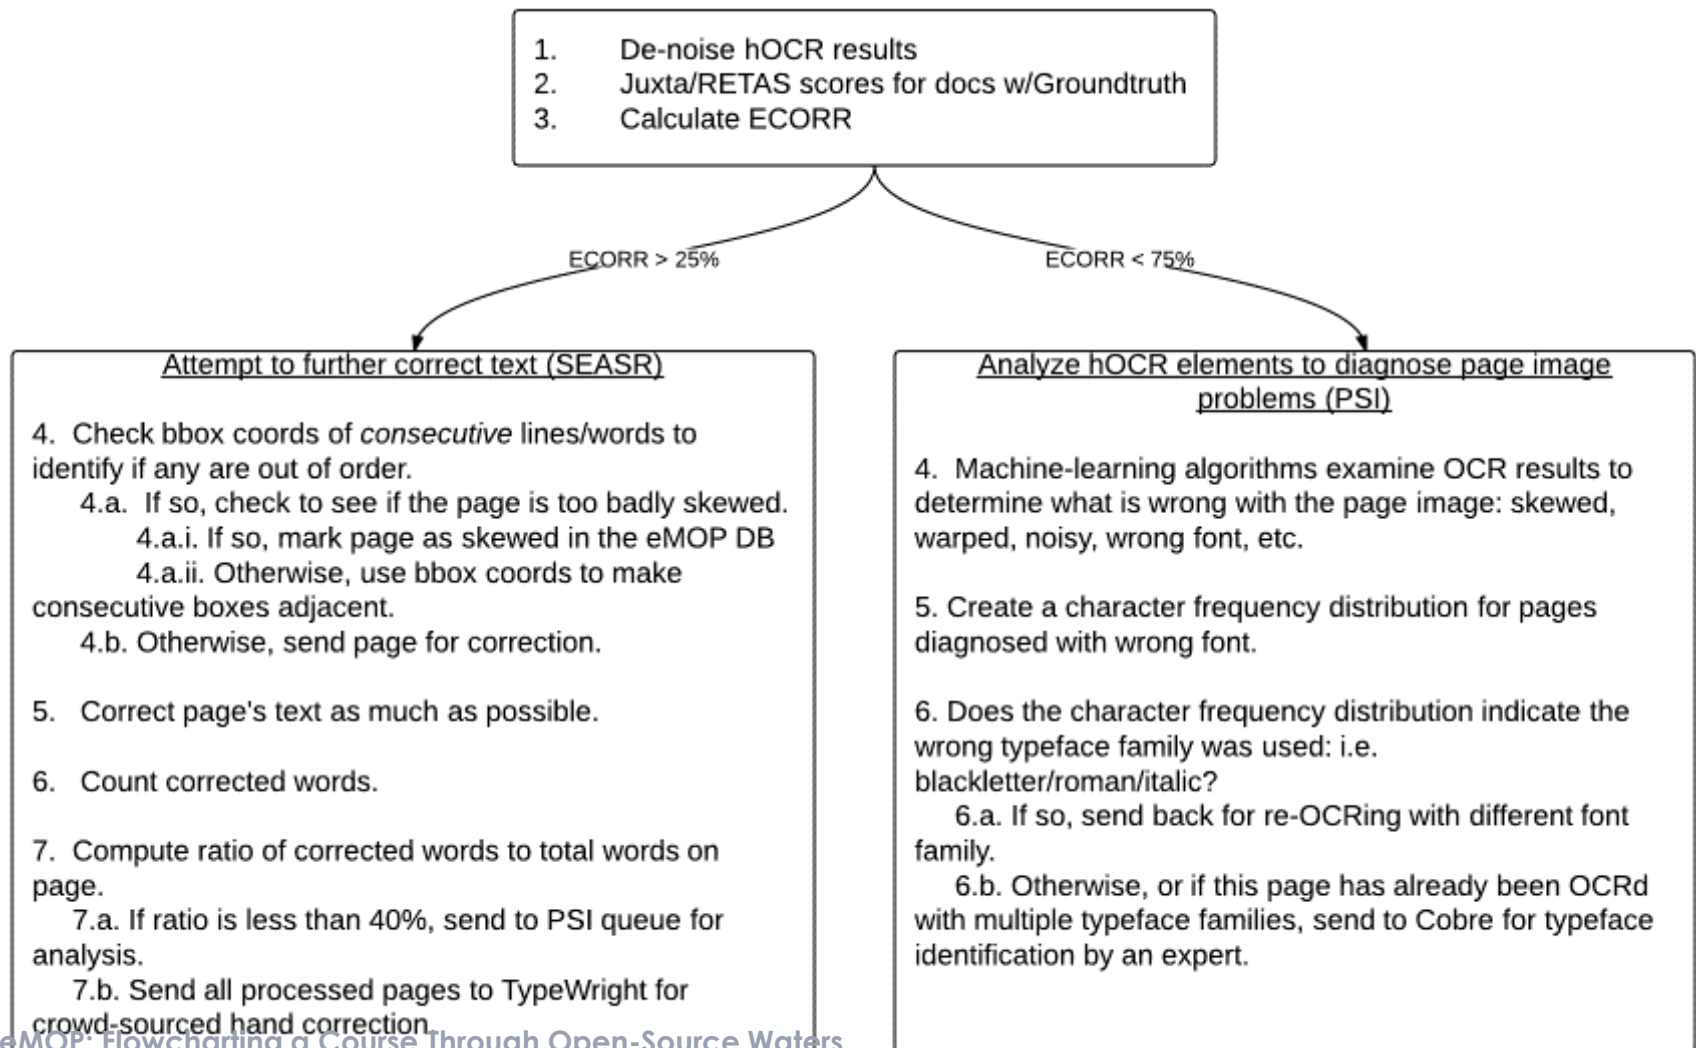 1. De-noise hOCR results
2. Juxta/RETAS scores for docs w/Groundtruth
3. Calculate ECORR
ECORR > 25%
ECORR < 75%
Attempt to further correct text (SEASR)
4. Check bbox coords of consecutive lines/words to
identify if any are out of order.
4.a. If so, check to see if the page is too badly skewed.
4.a.i. If so, mark page as skewed in the eMOP DB
4.a.ii. Otherwise, use bbox coords to make
consecutive boxes adjacent.
4.b. Otherwise, send page for correction.
5. Correct page's text as much as possible.
6. Count corrected words.
7. Compute ratio of corrected words to total words on
page.
7.a. If ratio is less than 40%, send to PSI queue for
analysis.
7.b. Send all processed pages to TypeWright for
crowd-sourced hand correction.
Analyze hOCR elements to diagnose page image
problems (PSI)
4. Machine-learning algorithms examine OCR results to
determine what is wrong with the page image: skewed,
warped, noisy, wrong font, etc.
5. Create a character frequency distribution for pages
diagnosed with wrong font.
6. Does the character frequency distribution indicate the
wrong typeface family was used: i.e.
blackletter/roman/italic?
6.a. If so, send back for re-OCRing with different font
family.
6.b. Otherwise, or if this page has already been OCRd
with multiple typeface families, send to Cobre for typeface
identification by an expert.
eMOP: Flowcharting a Course Through Open-Source Waters